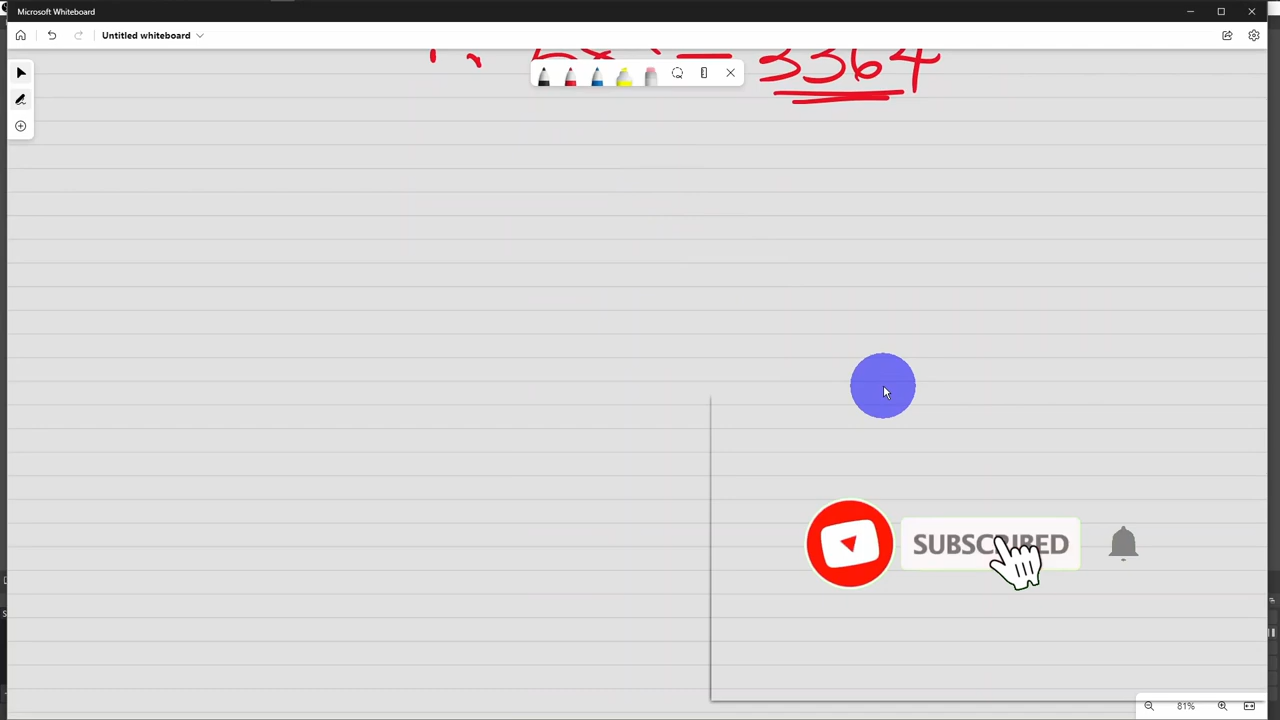 Microsoft Whiteboard
Untitled whiteboard
= 3364
SUBSCRIBED
81%